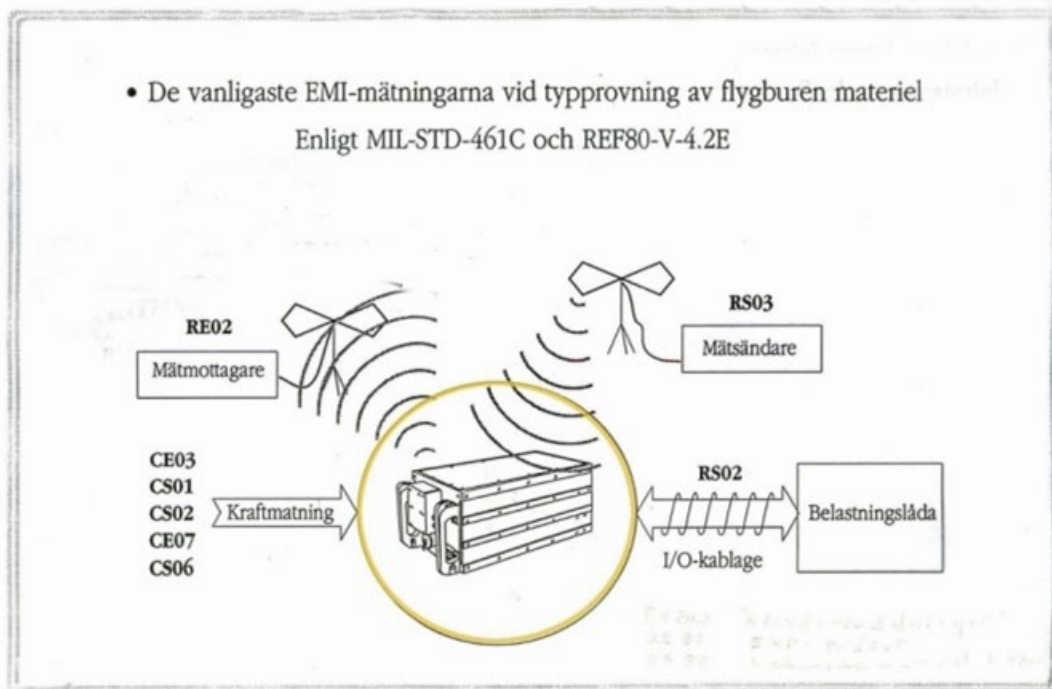 • De vanligaste EMI-mätningarna vid typprovning av flygburen materiel
Enligt MIL-STD-461C och REF80-V-4.2E
RE02
Mätmottagare
RS03
Mätsändare
CE03
CS01
CS02
CE07
CS06
Kraftmatning
RS02
I/O-kablage
Belastningslåda